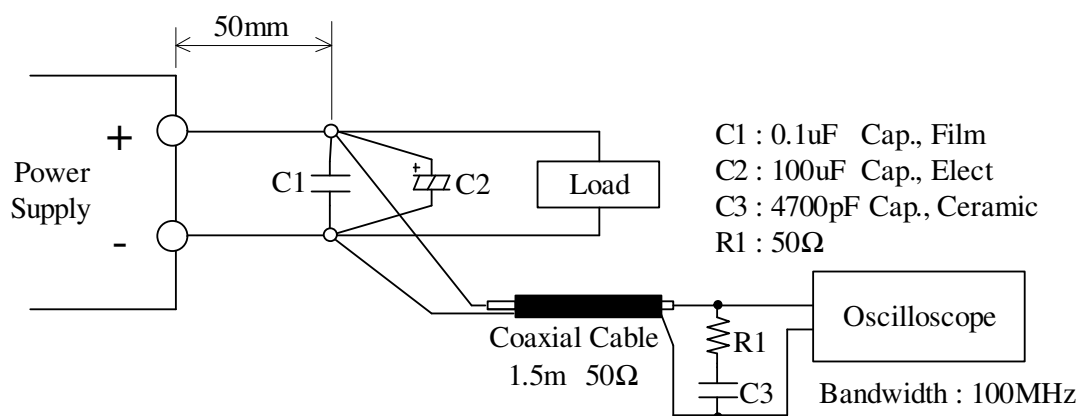 50mm
+
-
Power
Supply
C1
+
C2
Load
C1 : 0.1uF Cap., Film
C2 : 100uF Cap., Elect
C3 : 4700pF Cap., Ceramic
R1 : 50Ω
Coaxial Cable
1.5m 50Ω
R1
C3
Oscilloscope
Bandwidth : 100MHz